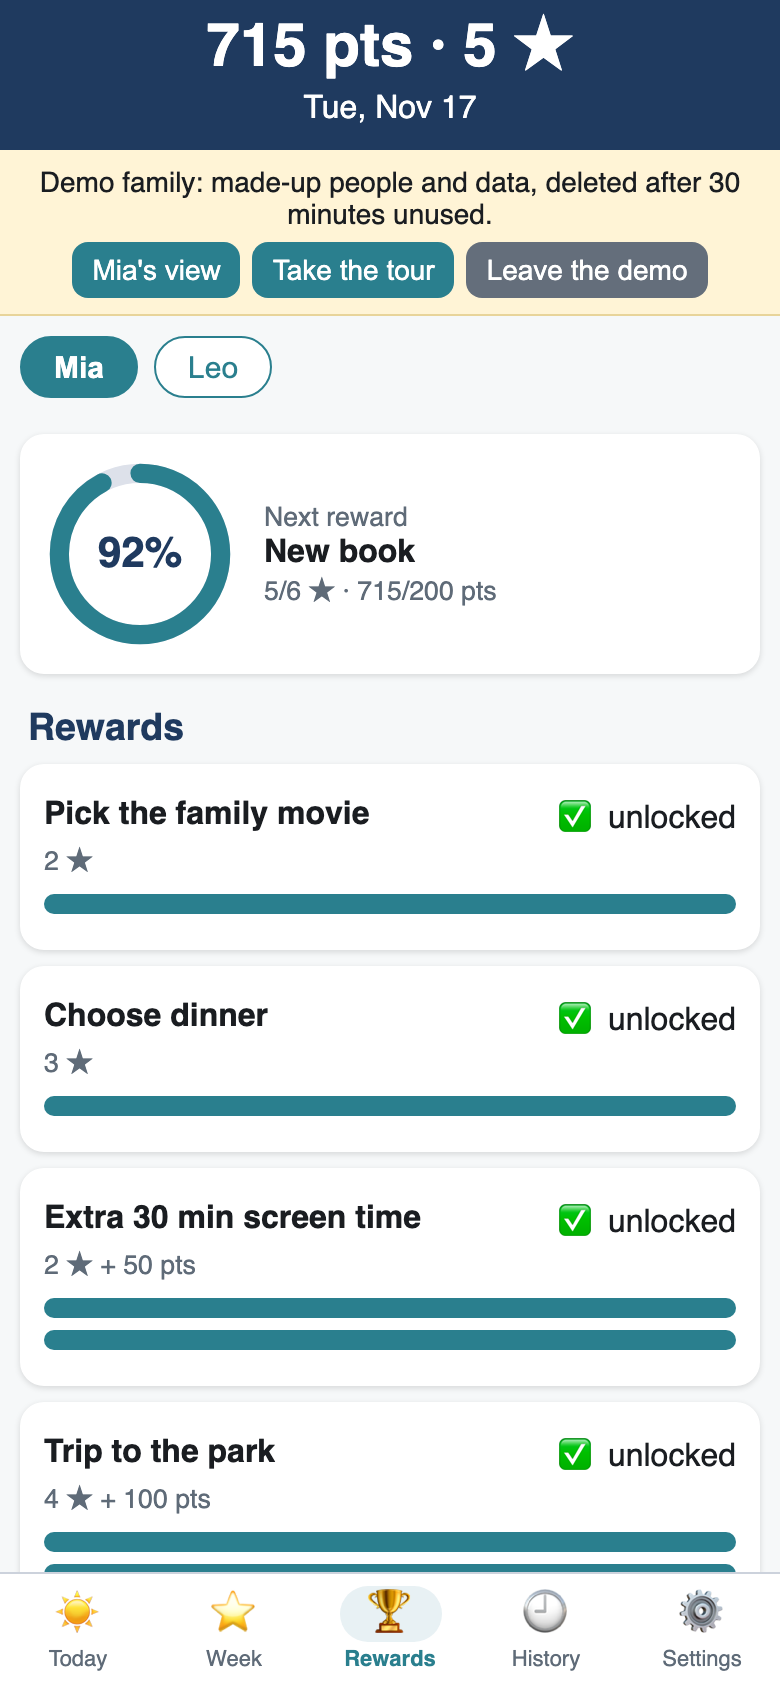 715 pts · 5 ★
Tue, Nov 17
Demo family: made-up people and data, deleted after 30
minutes unused.
Mia's view
Take the tour
Leave the demo
Mia
Leo
92%
Next reward
New book
5/6 ★ · 715/200 pts
Rewards
Pick the family movie
✅ unlocked
2 ★
Choose dinner
✅ unlocked
3 ★
Extra 30 min screen time
✅ unlocked
2 ★ + 50 pts
Trip to the park
✅ unlocked
4 ★ + 100 pts
Today
Week
Rewards
History
Settings